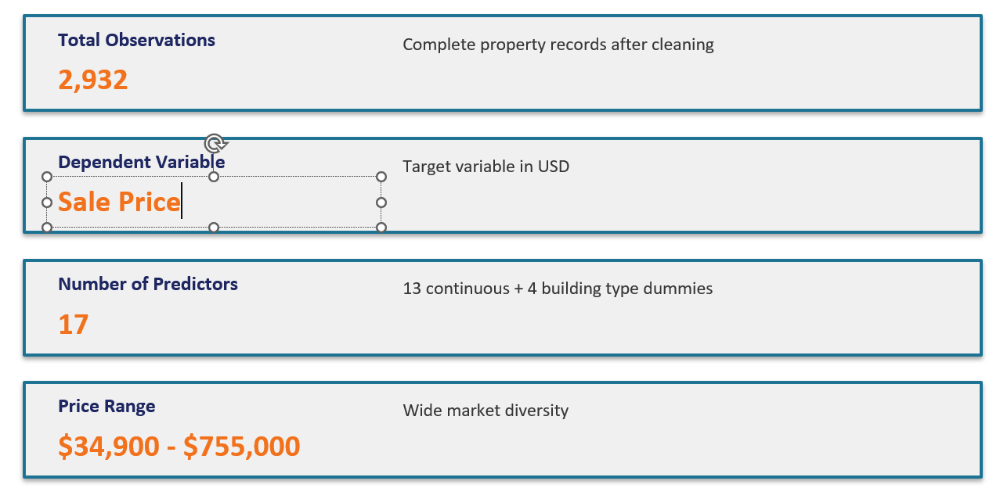 Total Observations
Complete property records after cleaning
2,932
Dependent Variable
Target variable in USD
Sale Price
Number of Predictors
13 continuous + 4 building type dummies
17
Price Range
Wide market diversity
$34,900 - $755,000